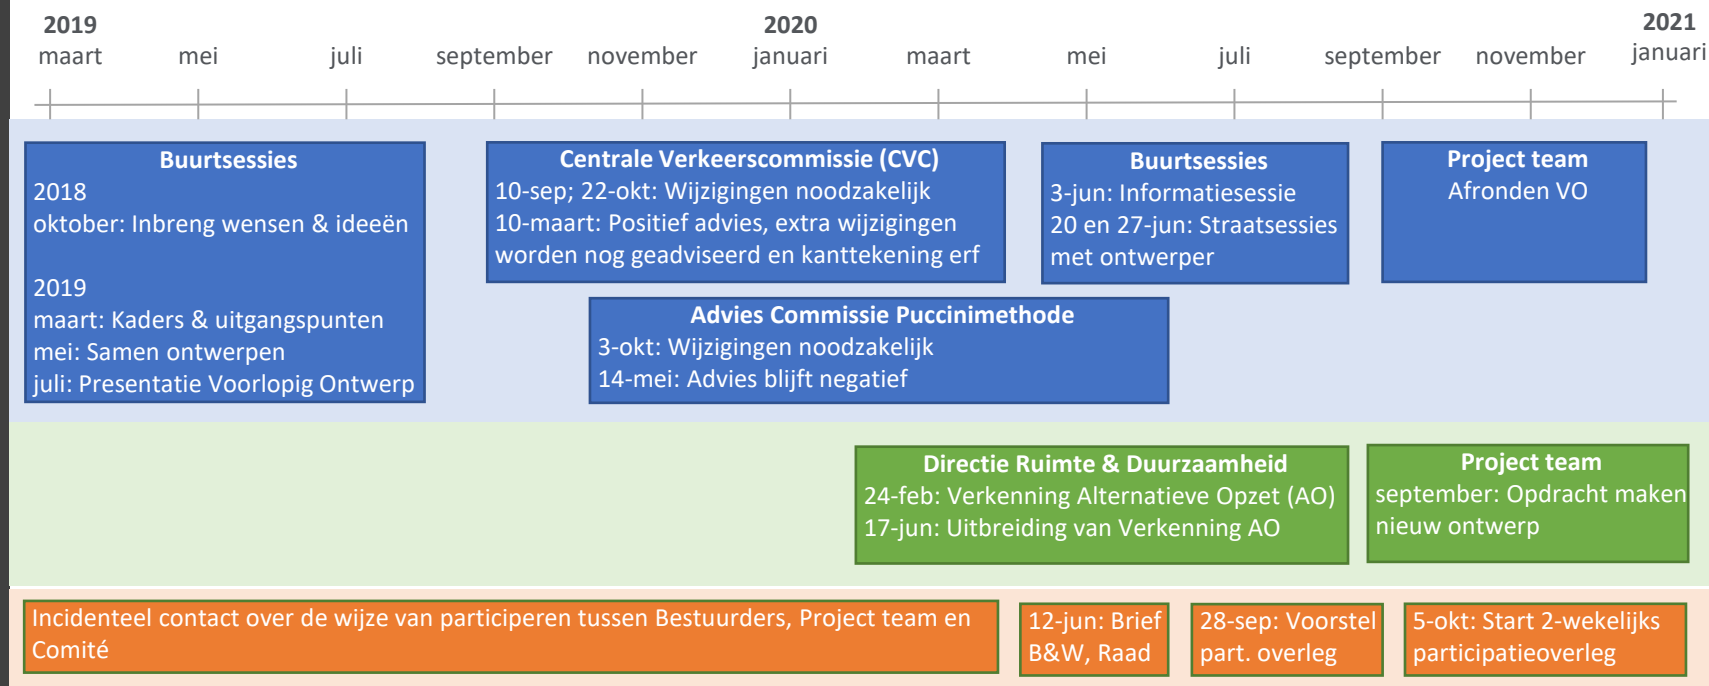 2019
2020
2021
maart
mei
juli
september
november
januari
maart
mei
juli
september
november
januari
Buurtsessies
2018
oktober: Inbreng wensen & ideeën
2019
maart: Kaders & uitgangspunten
mei: Samen ontwerpen
juli: Presentatie Voorlopig Ontwerp
Centrale Verkeerscommissie (CVC)
10-sep; 22-okt: Wijzigingen noodzakelijk
10-maart: Positief advies, extra wijzigingen
worden nog geadviseerd en kanttekening erf
Buurtsessies
3-jun: Informatiesessie
20 en 27-jun: Straatsessies
met ontwerper
Project team
Afronden VO
Advies Commissie Puccinimethode
3-okt: Wijzigingen noodzakelijk
14-mei: Advies blijft negatief
Directie Ruimte & Duurzaamheid
24-feb: Verkenning Alternatieve Opzet (AO)
17-jun: Uitbreiding van Verkenning AO
Project team
september: Opdracht maken
nieuw ontwerp
Incidenteel contact over de wijze van participeren tussen Bestuurders, Project team en
Comité
12-jun: Brief
B&W, Raad
28-sep: Voorstel
part. overleg
5-okt: Start 2-wekelijks
participatieoverleg